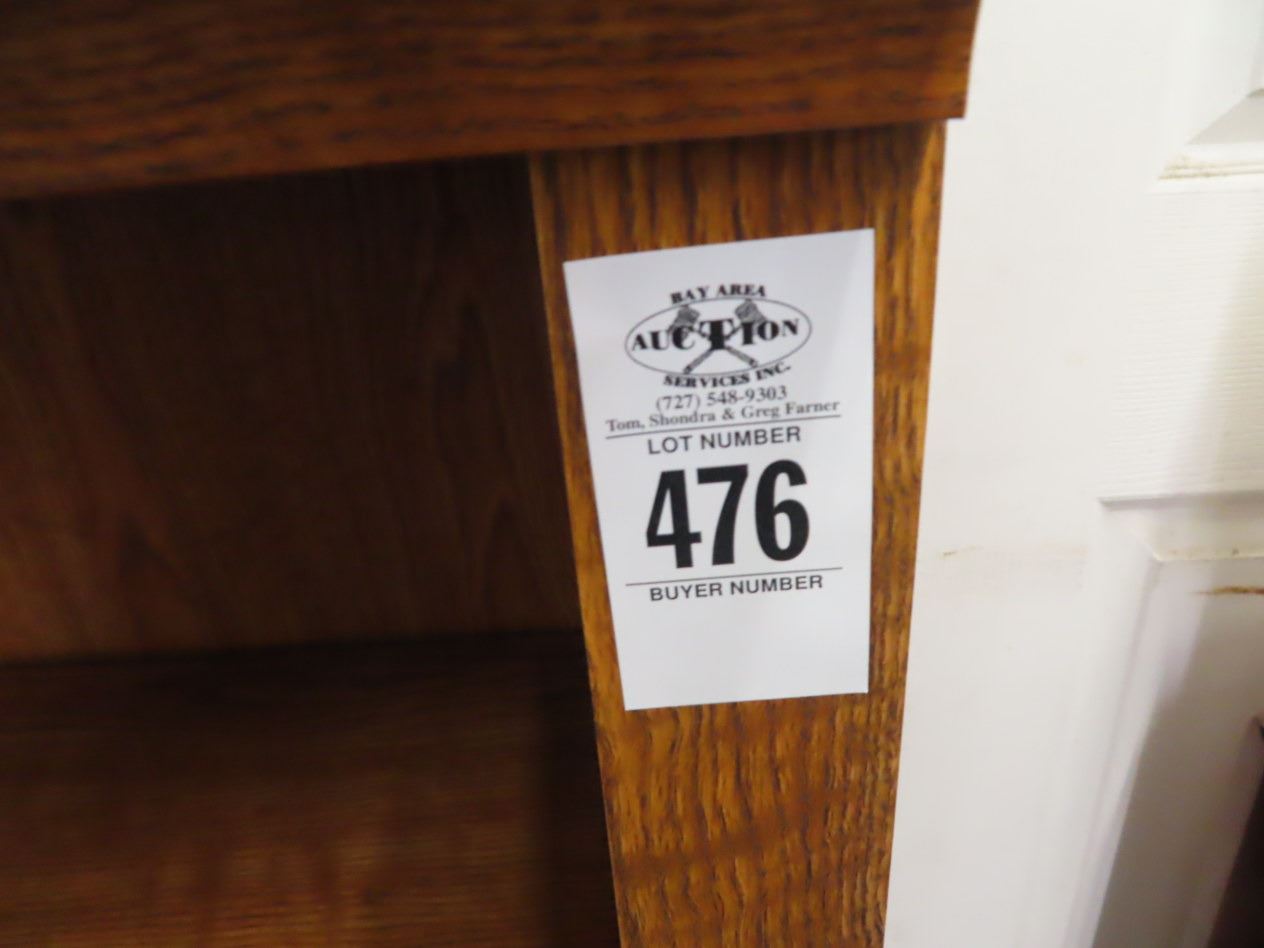 BAY AREA
AUCTION
SERVICES INC.
(727) 548-9303
Tom, Shondra & Greg Farner
LOT NUMBER
476
BUYER NUMBER